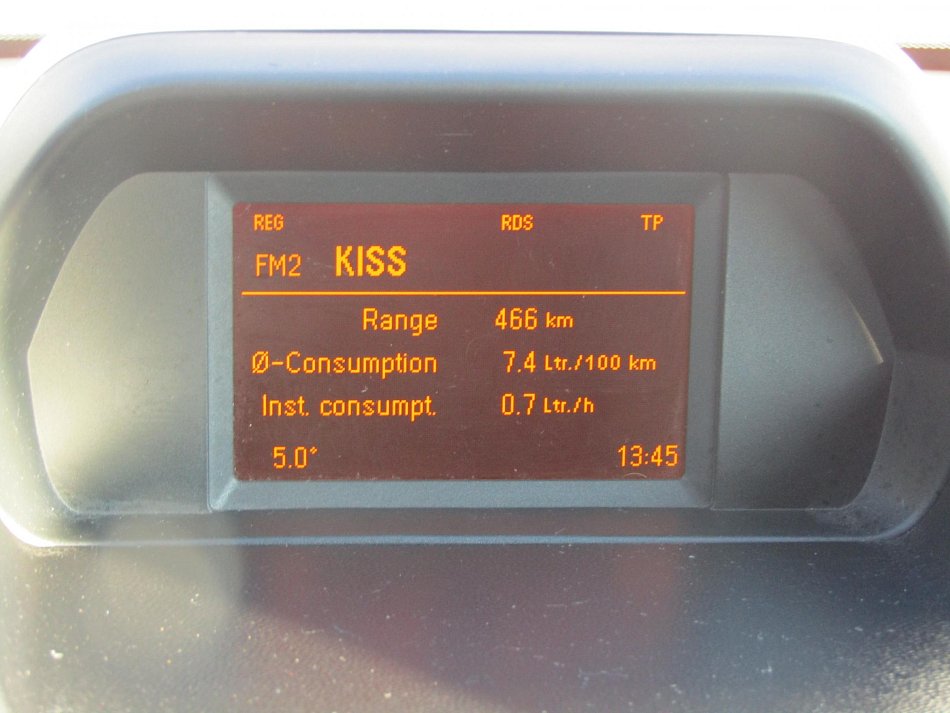 REG RDS TP
FM2 KISS
Range 466 km
Ø-Consumption 7.4 Ltr./100 km
Inst. consumpt. 0.7 Ltr./h
5.0° 13:45